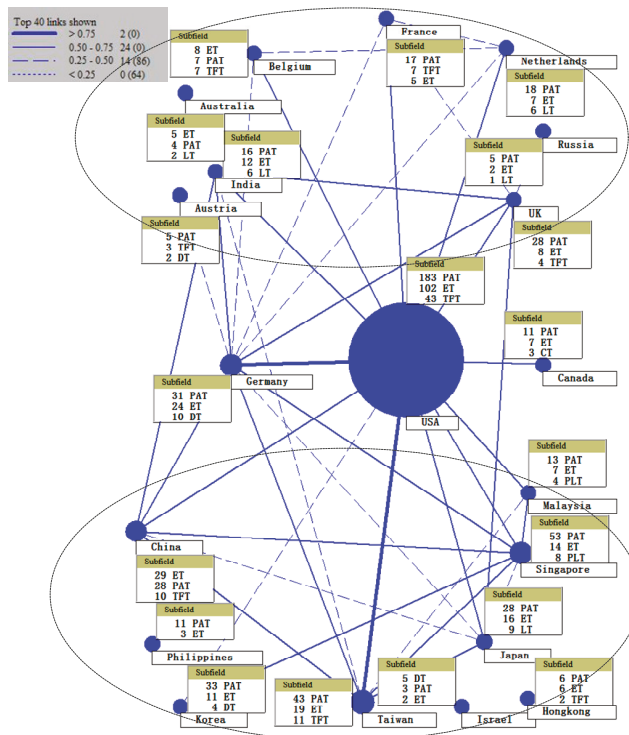 Top 40 links shown
> 0.75 2 (0)
0.50 - 0.75 24 (0)
0.25 - 0.50 14 (86)
< 0.25 0 (64)
France
Subfield
17 PAT
7 TFT
5 ET
Subfield
8 ET
7 PAT
7 TFT
Belgium
Netherlands
Subfield
18 PAT
7 ET
6 LT
Australia
Subfield
5 ET
4 PAT
2 LT
Subfield
16 PAT
12 ET
6 LT
India
Russia
Subfield
5 PAT
2 ET
1 LT
Austria
Subfield
5 PAT
3 TFT
2 DT
UK
Subfield
28 PAT
8 ET
4 TFT
Subfield
183 PAT
102 ET
43 TFT
USA
Subfield
11 PAT
7 ET
3 CT
Canada
Germany
Subfield
31 PAT
24 ET
10 DT
Subfield
13 PAT
7 ET
4 PLT
Malaysia
Subfield
53 PAT
14 ET
8 PLT
Singapore
China
Subfield
29 ET
28 PAT
10 TFT
Subfield
11 PAT
3 ET
Philippines
Subfield
28 PAT
16 ET
9 LT
Japan
Subfield
33 PAT
11 ET
4 DT
Korea
Subfield
43 PAT
19 ET
11 TFT
Taiwan
Subfield
5 DT
3 PAT
2 ET
Israel
Subfield
6 PAT
6 ET
2 TFT
Hongkong